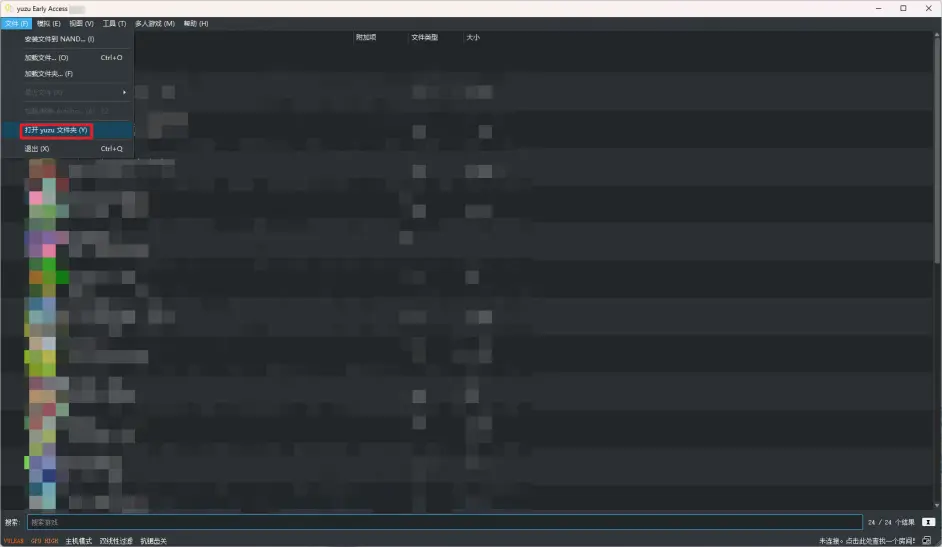 yuzu Early Access
文件 (F) 模拟 (E) 视图 (V) 工具 (T) 多人游戏 (M) 帮助 (H)
附加项 文件类型 大小
安装文件到 NAND... (I)
加载文件... (O) Ctrl+O
加载文件夹... (F)
打开 yuzu 文件夹 (Y)
退出 (X) Ctrl+Q
搜索: 搜索游戏 24 / 24 个结果 X
VULKAN GPU HIGH 主机模式 双线性过滤 抗锯齿关 未连接。点击此处查找一个房间!